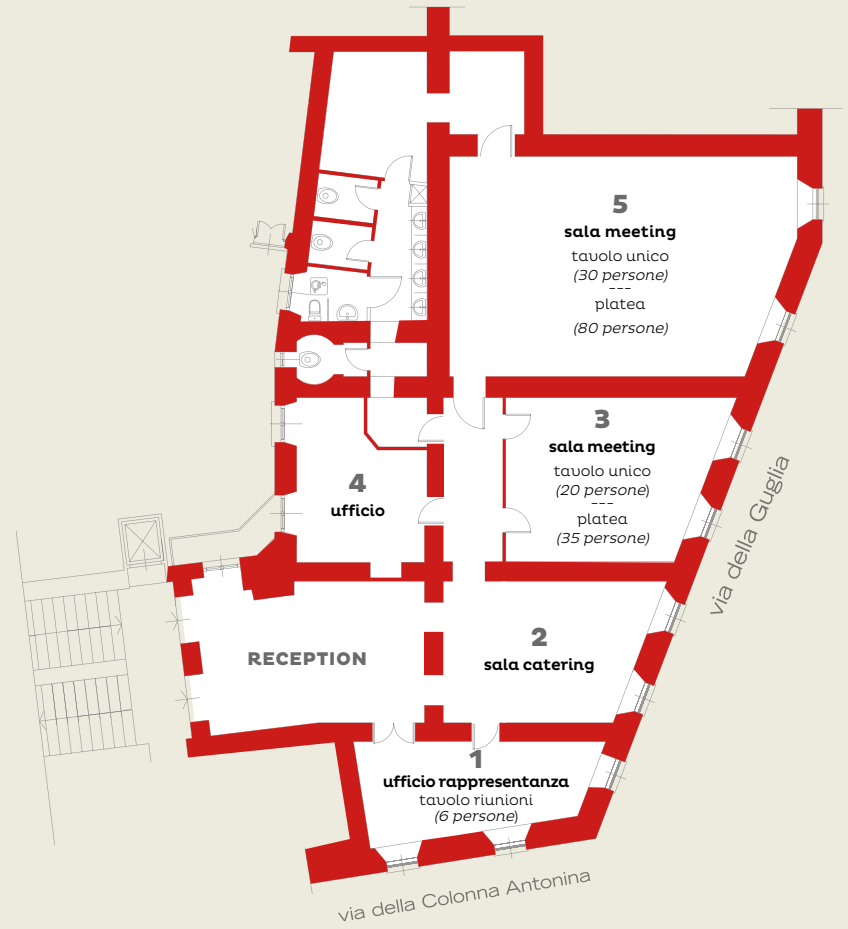 5
sala meeting
tavolo unico
(30 persone)
---
platea
(80 persone)
3
sala meeting
tavolo unico
(20 persone)
---
platea
(35 persone)
4
ufficio
via della Guglia
RECEPTION
2
sala catering
1
ufficio rappresentanza
tavolo riunioni
(6 persone)
via della Colonna Antonina